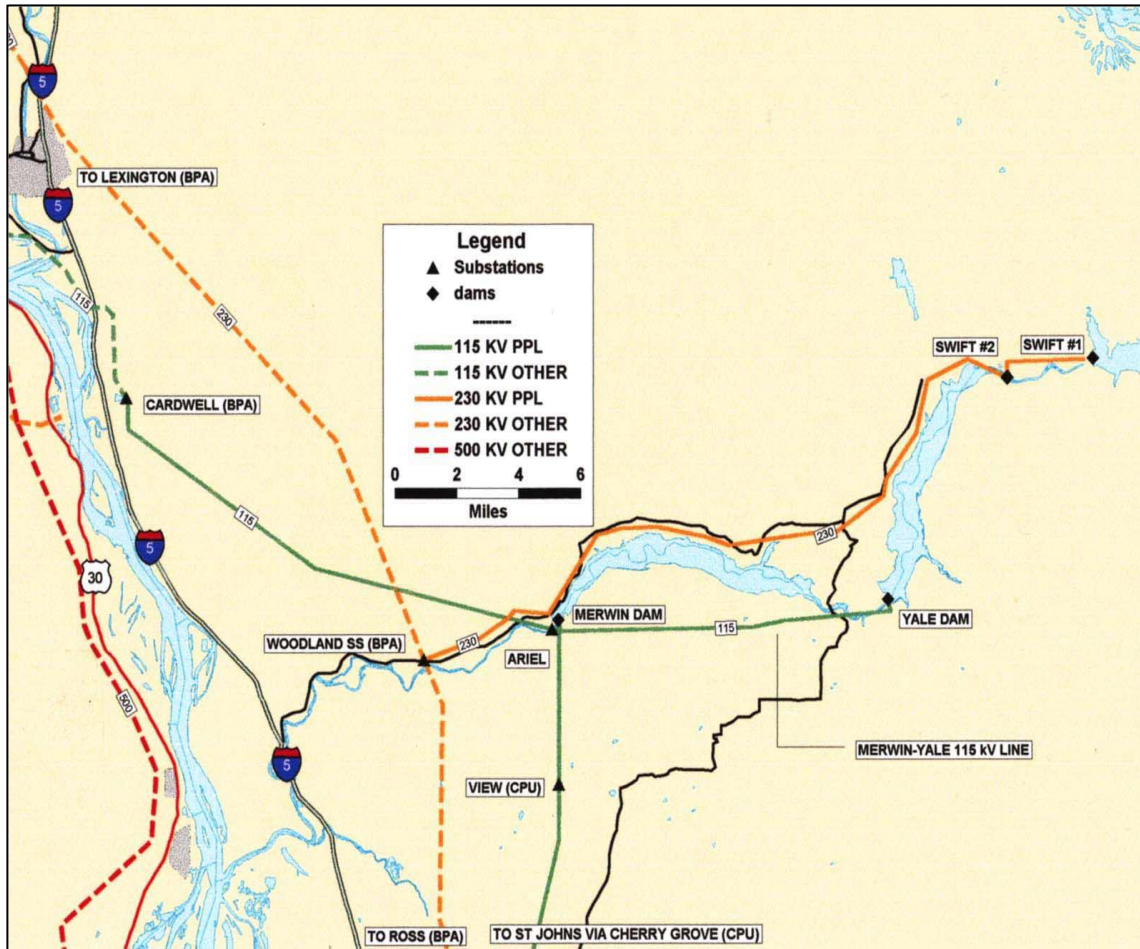 5
TO LEXINGTON (BPA)
5
Legend
Substations
dams
115 KV PPL
115 KV OTHER
230 KV PPL
230 KV OTHER
500 KV OTHER
0 2 4 6
Miles
115
230
SWIFT #2
SWIFT #1
CARDWELL (BPA)
115
5
230
30
MERWIN DAM
YALE DAM
WOODLAND SS (BPA)
230
115
ARIEL
500
MERWIN-YALE 115 kV LINE
5
VIEW (CPU)
TO ROSS (BPA)
TO ST JOHNS VIA CHERRY GROVE (CPU)